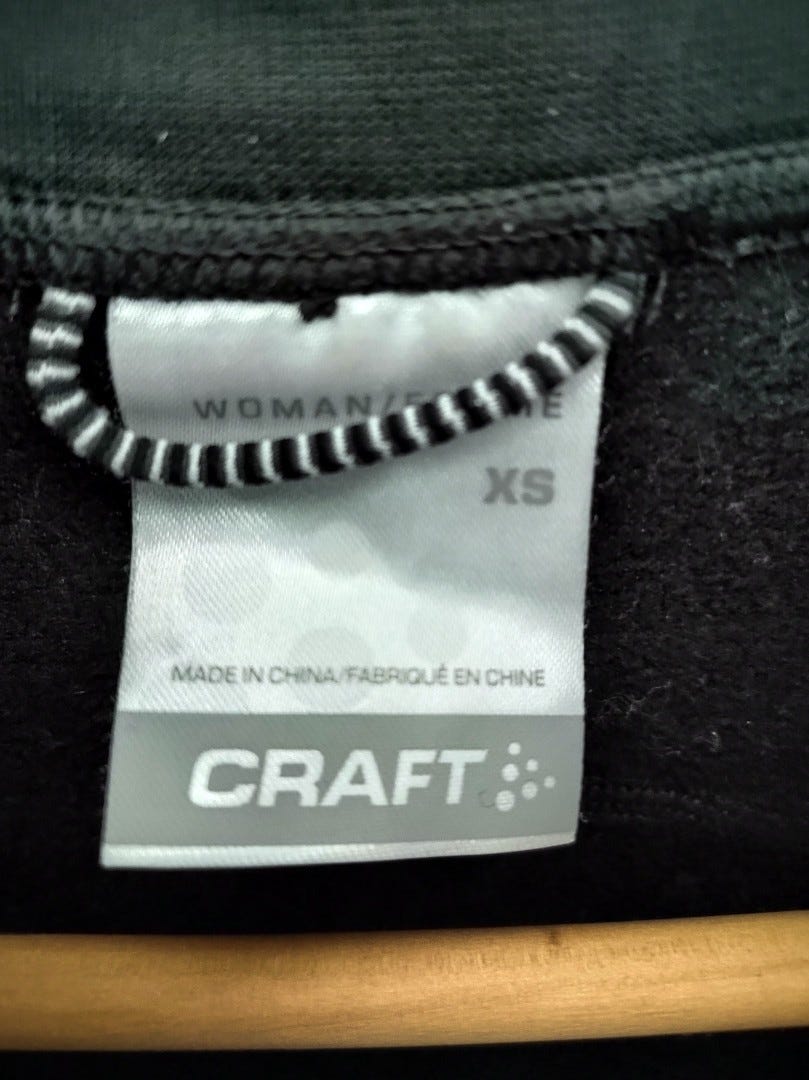 WOMAN/
XS
MADE IN CHINA/FABRIQUÉ EN CHINE
CRAFT